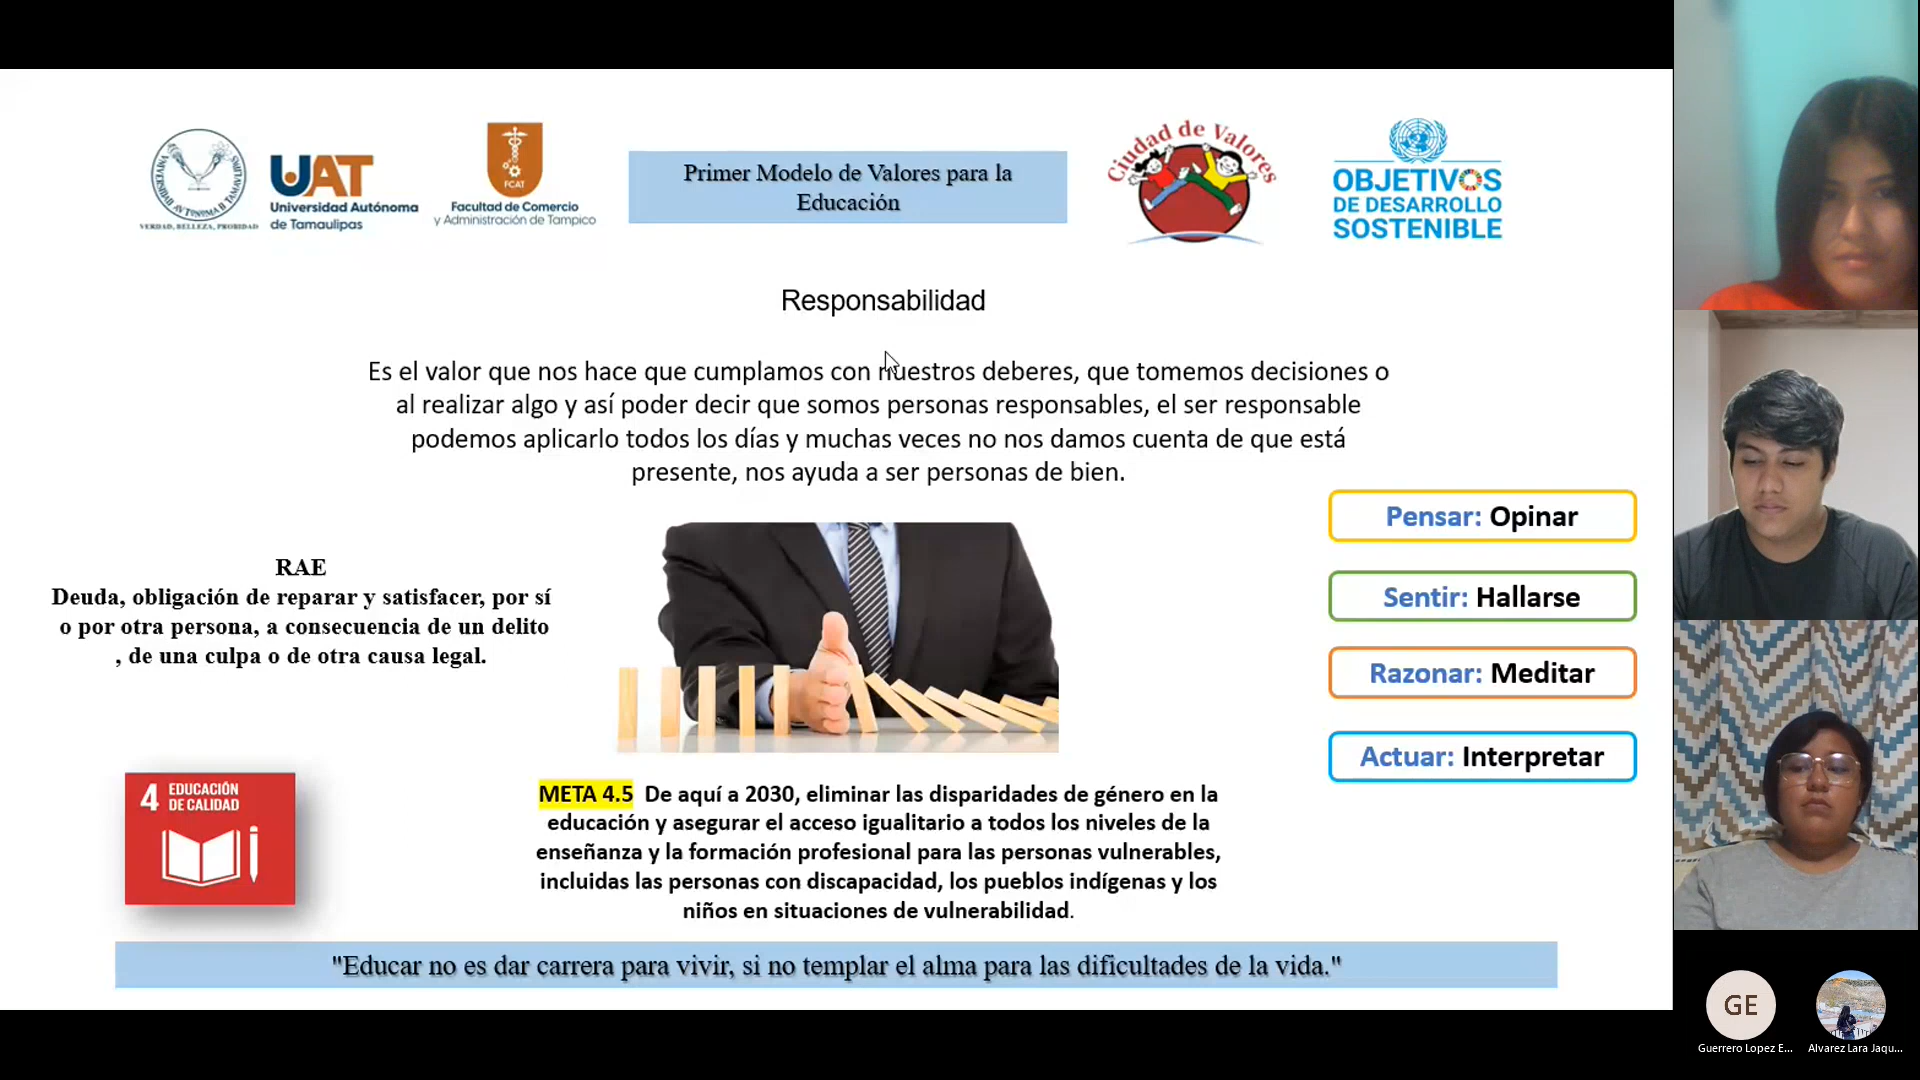 UNIVERSIDAD AUTONOMA DE TAMAULIPAS
VERDAD, BELLEZA, PROBIDAD
UAT
Universidad Autónoma
de Tamaulipas
FCAT
Facultad de Comercio
y Administración de Tampico
Primer Modelo de Valores para la
Educación
Ciudad de Valores
OBJETIVOS
DE DESARROLLO
SOSTENIBLE
Responsabilidad
Es el valor que nos hace que cumplamos con nuestros deberes, que tomemos decisiones o
al realizar algo y así poder decir que somos personas responsables, el ser responsable
podemos aplicarlo todos los días y muchas veces no nos damos cuenta de que está
presente, nos ayuda a ser personas de bien.
RAE
Deuda, obligación de reparar y satisfacer, por sí
o por otra persona, a consecuencia de un delito
, de una culpa o de otra causa legal.
Pensar: Opinar
Sentir: Hallarse
Razonar: Meditar
Actuar: Interpretar
4 EDUCACIÓN
DE CALIDAD
META 4.5 De aquí a 2030, eliminar las disparidades de género en la
educación y asegurar el acceso igualitario a todos los niveles de la
enseñanza y la formación profesional para las personas vulnerables,
incluidas las personas con discapacidad, los pueblos indígenas y los
niños en situaciones de vulnerabilidad.
"Educar no es dar carrera para vivir, si no templar el alma para las dificultades de la vida."
GE
Guerrero Lopez E...
Alvarez Lara Jaqu...